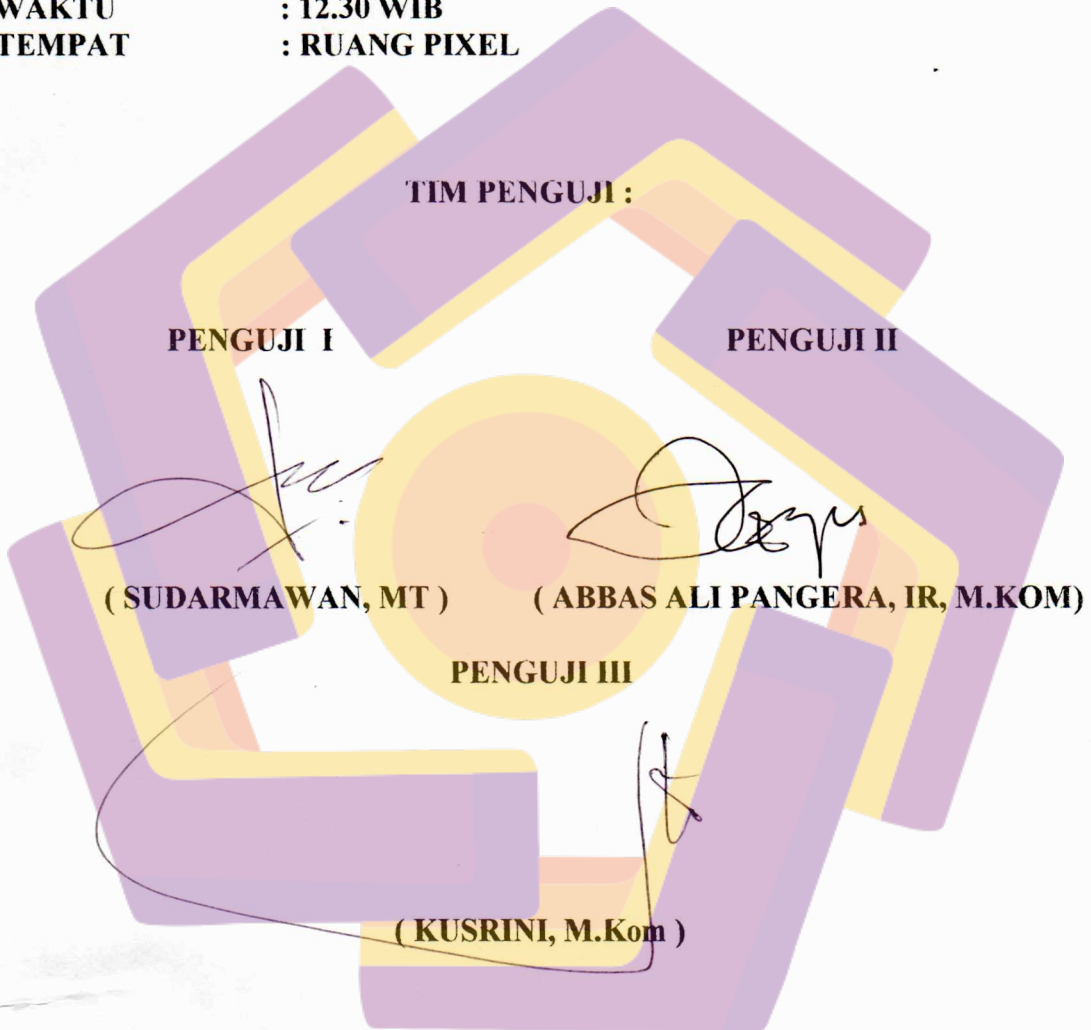 WAKTU : 12.30 WIB
TEMPAT : RUANG PIXEL
TIM PENGUJI :
PENGUJI I PENGUJI II
( SUDARMAWAN, MT ) ( ABBAS ALI PANGERA, IR, M.KOM)
PENGUJI III
( KUSRINI, M.Kom )